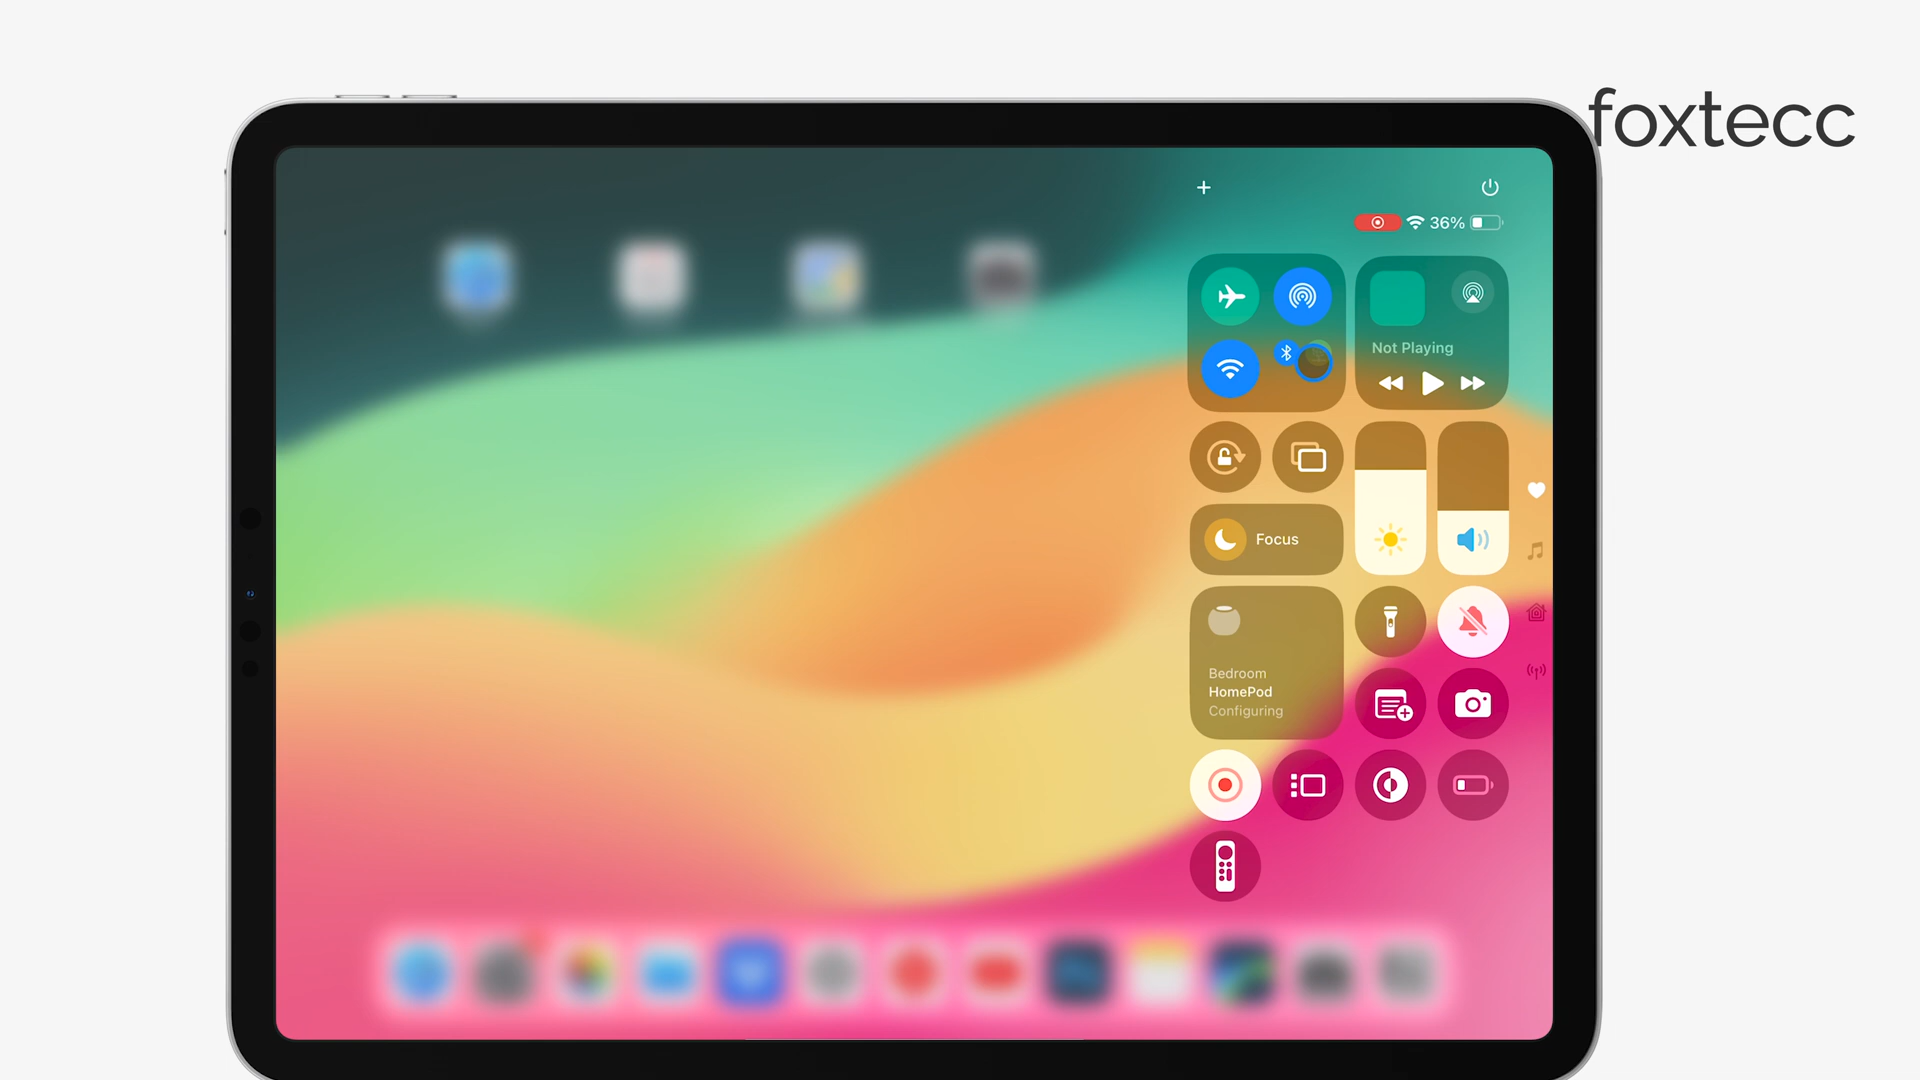 foxtecc
36%
Not Playing
Focus
Bedroom
HomePod
Configuring